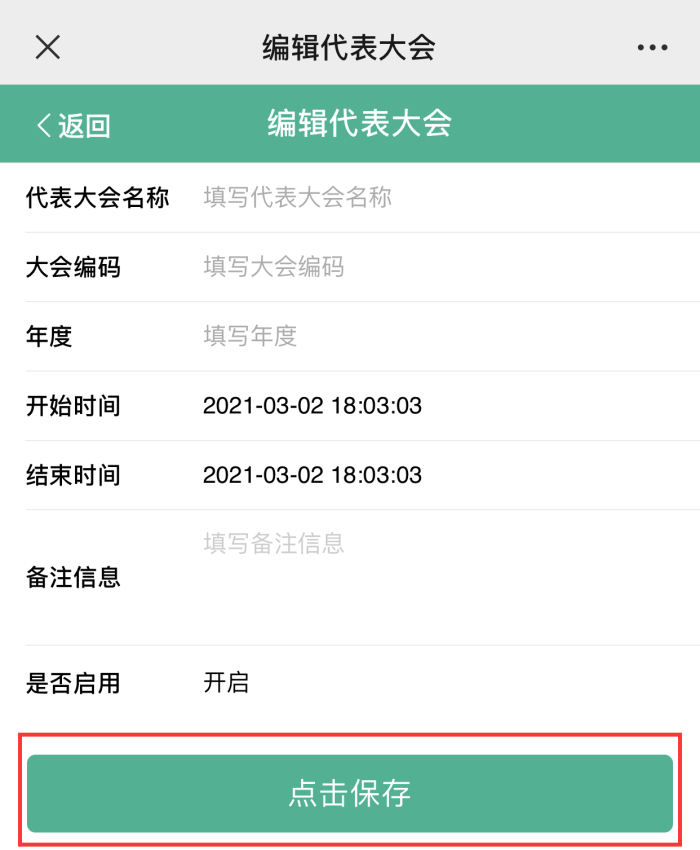 编辑代表大会
返回 编辑代表大会
代表大会名称 填写代表大会名称
大会编码 填写大会编码
年度 填写年度
开始时间 2021-03-02 18:03:03
结束时间 2021-03-02 18:03:03
填写备注信息
备注信息
是否启用 开启
点击保存